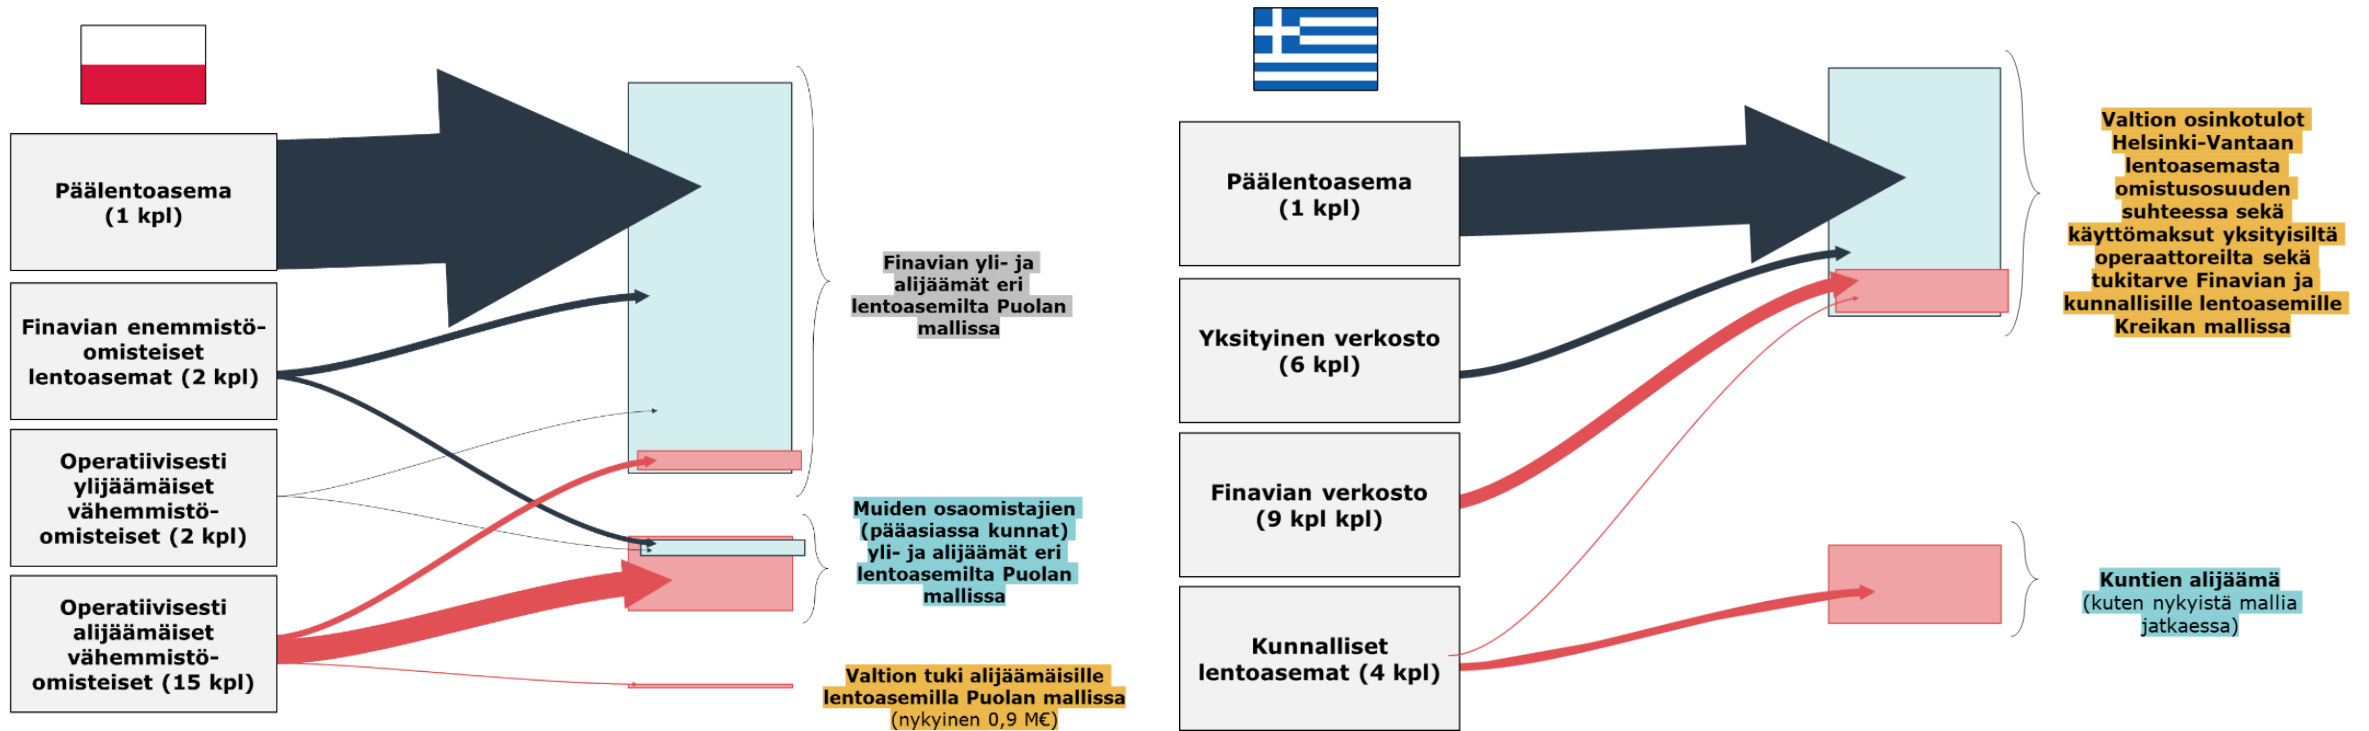 Päälentoasema
(1 kpl)
Finavian enemmistö-
omisteiset
lentoasemat (2 kpl)
Operatiivisesti
ylijäämäiset
vähemmistö-
omisteiset (2 kpl)
Operatiivisesti
alijäämäiset
vähemmistö-
omisteiset (15 kpl)
Finavian yli- ja
alijäämät eri
lentoasemilta Puolan
mallissa
Muiden osaomistajien
(pääasiassa kunnat)
yli- ja alijäämät eri
lentoasemilta Puolan
mallissa
Valtion tuki alijäämäisille
lentoasemilla Puolan mallissa
(nykyinen 0,9 M€)
Päälentoasema
(1 kpl)
Yksityinen verkosto
(6 kpl)
Finavian verkosto
(9 kpl kpl)
Kunnalliset
lentoasemat (4 kpl)
Valtion osinkotulot
Helsinki-Vantaan
lentoasemasta
omistusosuuden
suhteessa sekä
käyttömaksut yksityisiltä
operaattoreilta sekä
tukitarve Finavian ja
kunnallisille lentoasemille
Kreikan mallissa
Kuntien alijäämä
(kuten nykyistä mallia
jatkaessa)